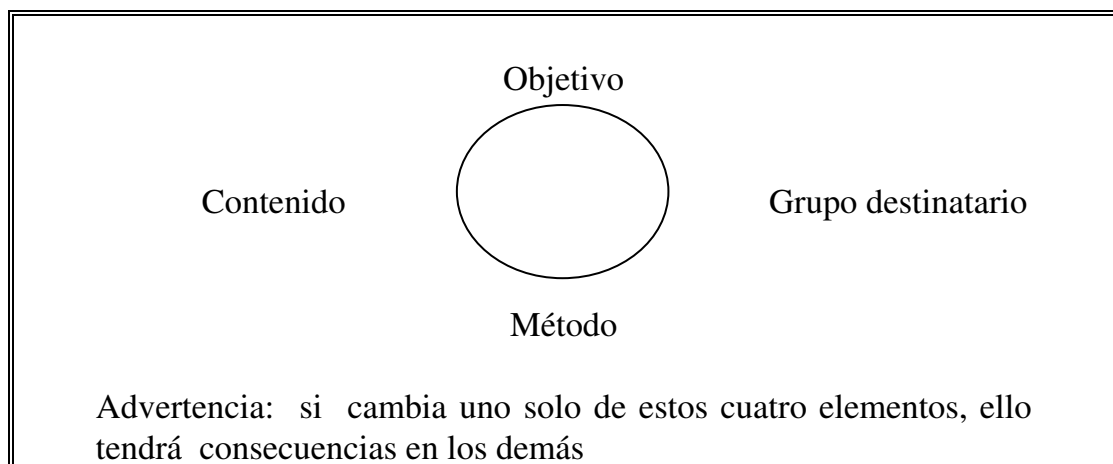 Objetivo
Contenido
Grupo destinatario
Método
Advertencia: si cambia uno solo de estos cuatro elementos, ello
tendrá consecuencias en los demás